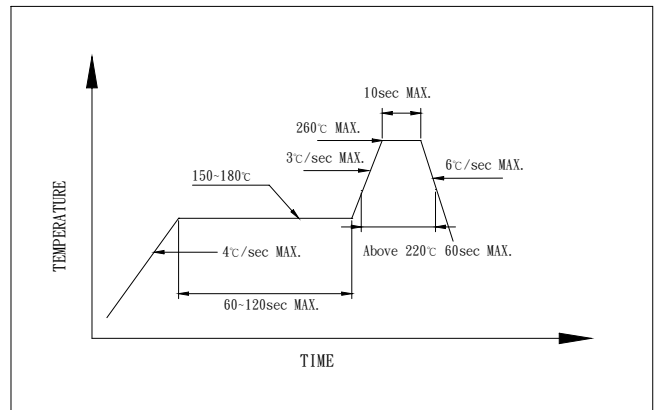 10sec MAX.
260℃ MAX.
3℃/sec MAX.
6℃/sec MAX.
150~180℃
TEMPERATURE
4℃/sec MAX.
Above 220℃ 60sec MAX.
60~120sec MAX.
TIME